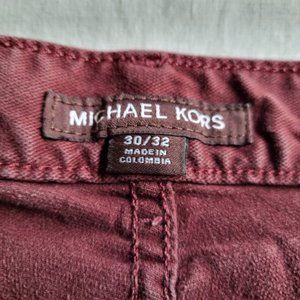 MICHAEL KORS
30/32
MADE IN
COLOMBIA